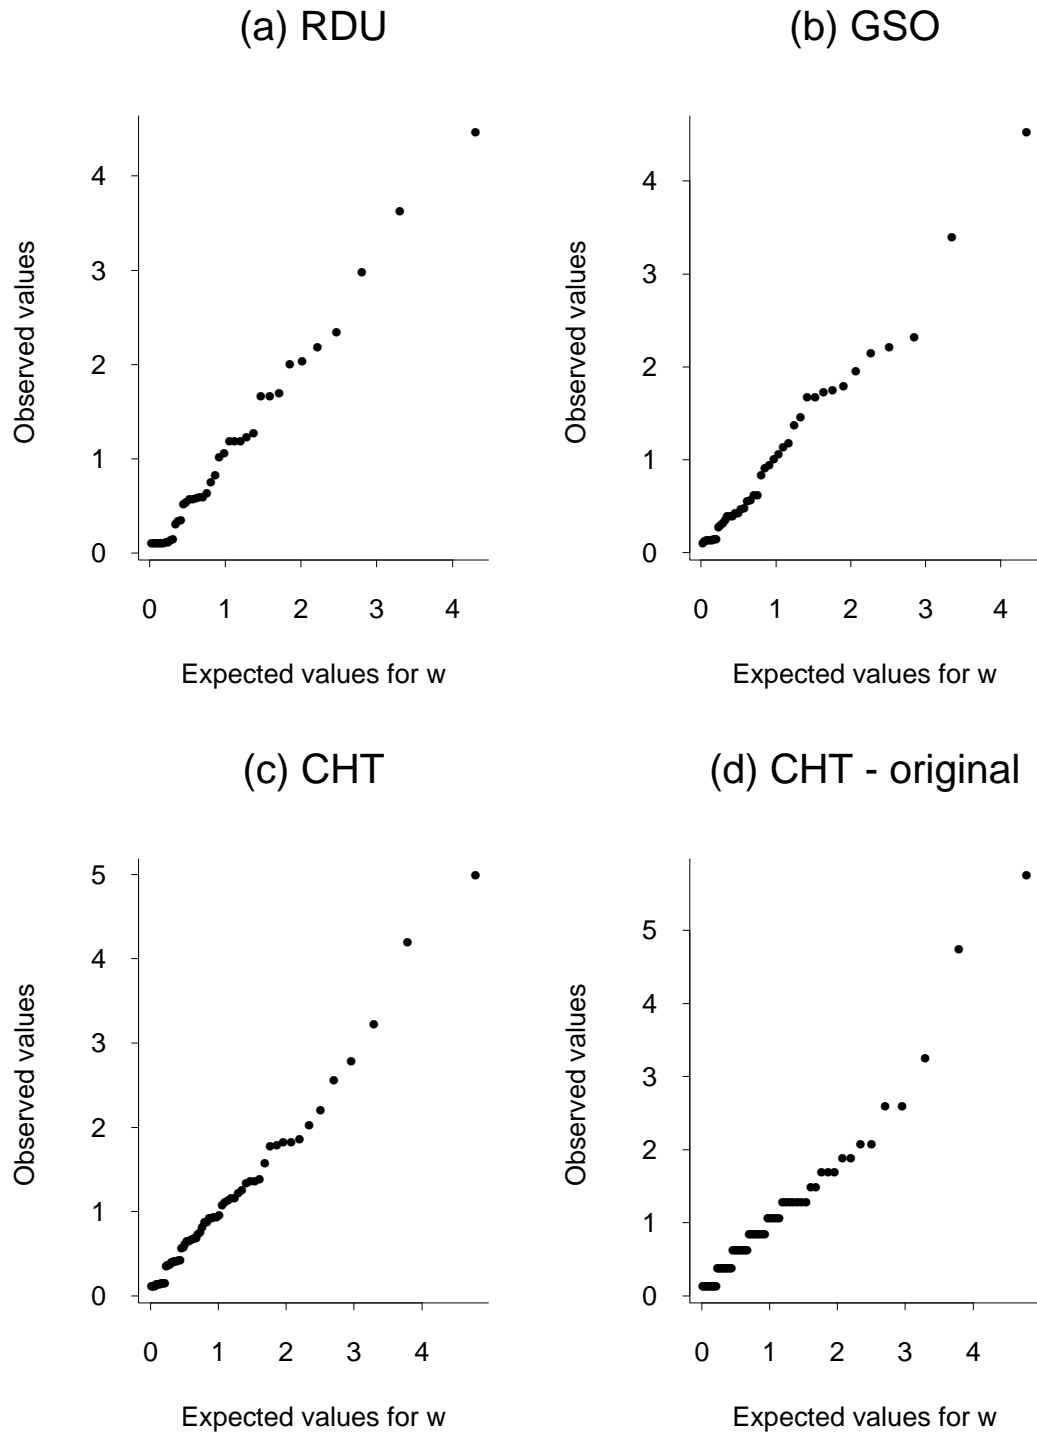 (a) RDU
(b) GSO
Observed values
4
3
2
1
0
0 1 2 3 4
Expected values for w
Observed values
4
3
2
1
0
0 1 2 3 4
Expected values for w
(c) CHT
(d) CHT - original
Observed values
5
4
3
2
1
0
0 1 2 3 4
Expected values for w
Observed values
5
4
3
2
1
0
0 1 2 3 4
Expected values for w